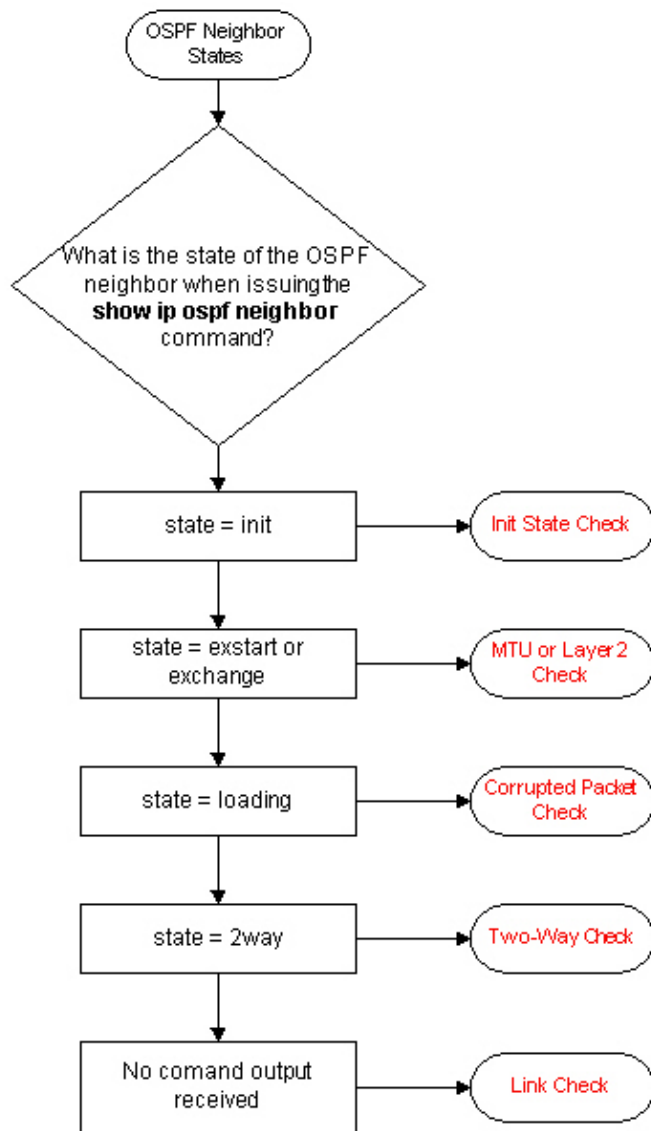 OSPF Neighbor
States
What is the state of the OSPF
neighbor when issuing the
show ip ospf neighbor
command?
state = init
Init State Check
state = exstart or
exchange
MTU or Layer 2
Check
state = loading
Corrupted Packet
Check
state = 2way
Two-Way Check
No comand output
received
Link Check